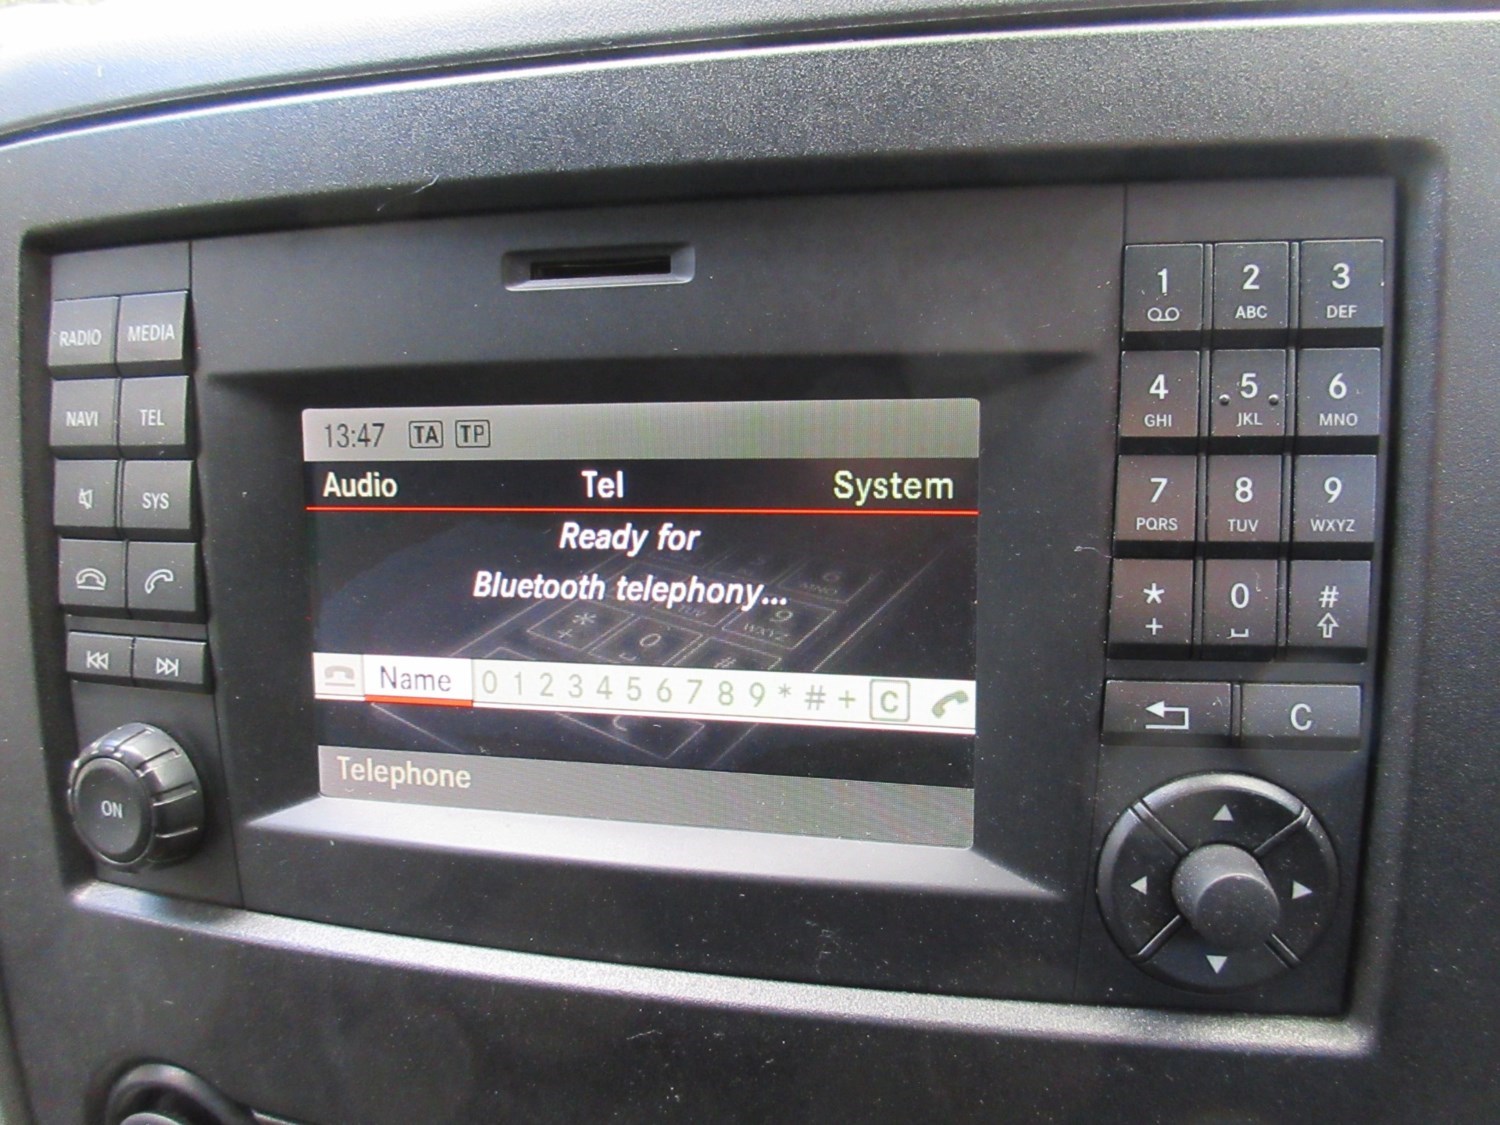 RADIO MEDIA
NAVI TEL
SYS
ON
13:47 TA TP
Audio Tel System
Ready for
Bluetooth telephony...
Name 0 1 2 3 4 5 6 7 8 9 * # + C
Telephone
1 2 3
ABC DEF
4 5 6
GHI JKL MNO
7 8 9
PQRS TUV WXYZ
* 0 #
+
C